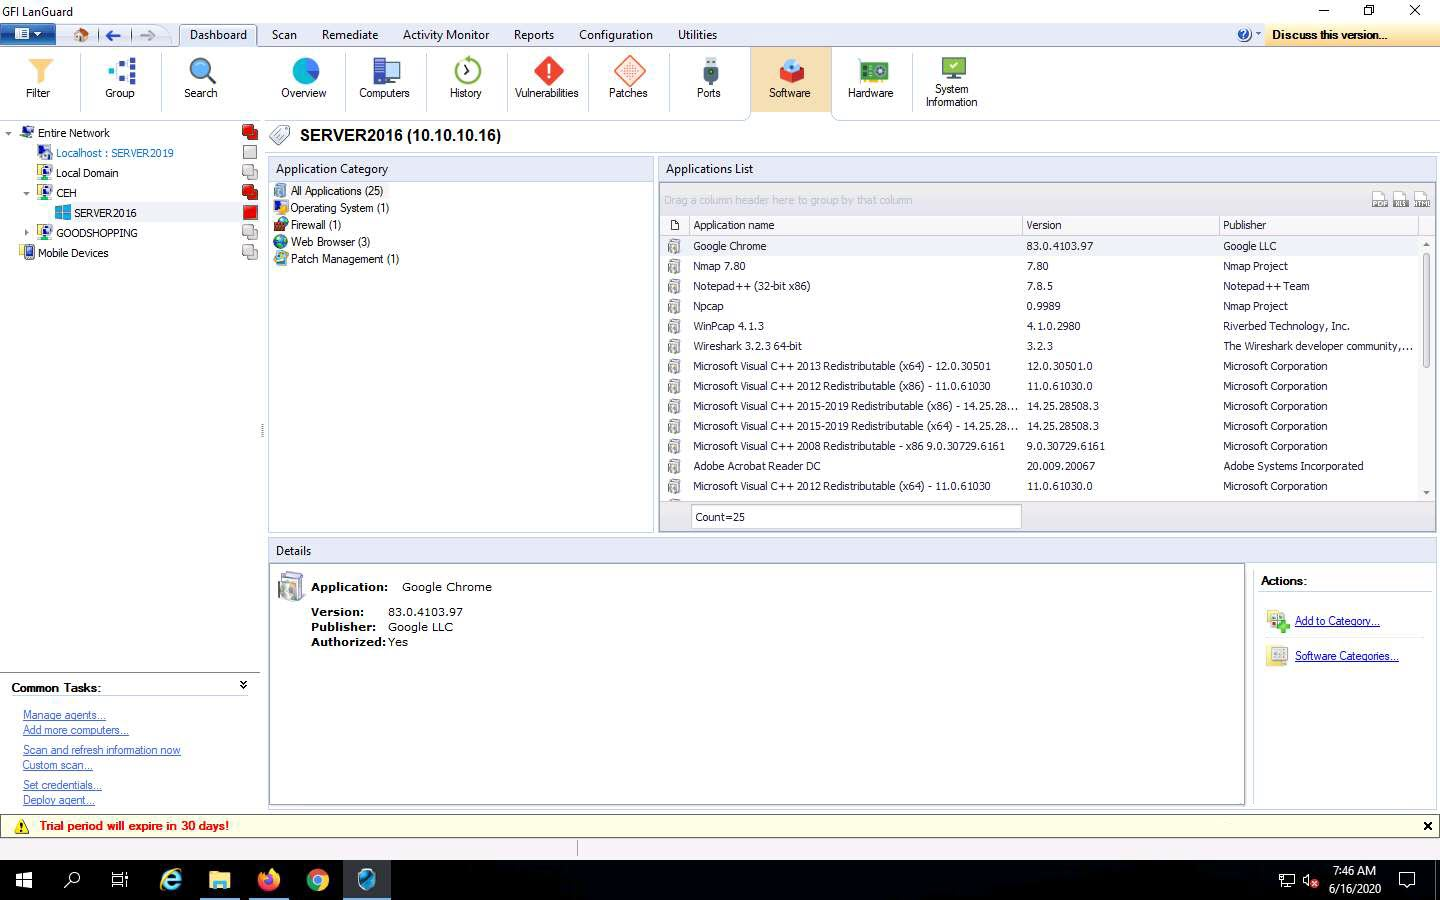 GFI LanGuard
Dashboard Scan Remediate Activity Monitor Reports Configuration Utilities Discuss this version...
Filter Group Search Overview Computers History Vulnerabilities Patches Ports Software Hardware System Information
Entire Network
Localhost : SERVER2019
Local Domain
CEH
SERVER2016
GOODSHOPPING
Mobile Devices
SERVER2016 (10.10.10.16)
Application Category
All Applications (25)
Operating System (1)
Firewall (1)
Web Browser (3)
Patch Management (1)
Applications List
Drag a column header here to group by that column
PDF XLS HTML
Application name Version Publisher
Google Chrome 83.0.4103.97 Google LLC
Nmap 7.80 7.80 Nmap Project
Notepad++ (32-bit x86) 7.8.5 Notepad++ Team
Npcap 0.9989 Nmap Project
WinPcap 4.1.3 4.1.0.2980 Riverbed Technology, Inc.
Wireshark 3.2.3 64-bit 3.2.3 The Wireshark developer community,...
Microsoft Visual C++ 2013 Redistributable (x64) - 12.0.30501 12.0.30501.0 Microsoft Corporation
Microsoft Visual C++ 2012 Redistributable (x86) - 11.0.61030 11.0.61030.0 Microsoft Corporation
Microsoft Visual C++ 2015-2019 Redistributable (x86) - 14.25.28... 14.25.28508.3 Microsoft Corporation
Microsoft Visual C++ 2015-2019 Redistributable (x64) - 14.25.28... 14.25.28508.3 Microsoft Corporation
Microsoft Visual C++ 2008 Redistributable - x86 9.0.30729.6161 9.0.30729.6161 Microsoft Corporation
Adobe Acrobat Reader DC 20.009.20067 Adobe Systems Incorporated
Microsoft Visual C++ 2012 Redistributable (x64) - 11.0.61030 11.0.61030.0 Microsoft Corporation
Count=25
Details
Application: Google Chrome
Version: 83.0.4103.97
Publisher: Google LLC
Authorized: Yes
Actions:
Add to Category...
Software Categories...
Common Tasks:
Manage agents...
Add more computers...
Scan and refresh information now
Custom scan...
Set credentials...
Deploy agent...
Trial period will expire in 30 days!
7:46 AM
6/16/2020